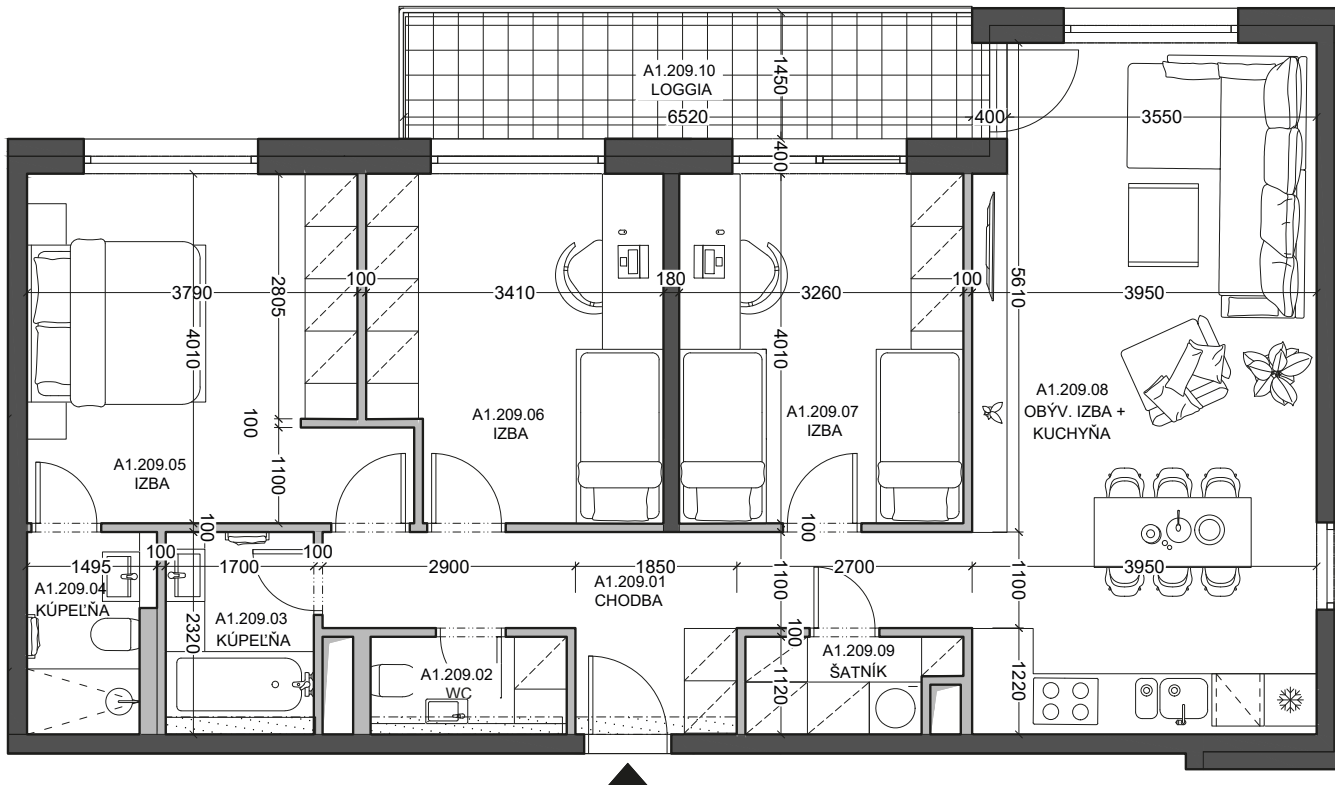 A1.209.10
LOGGIA
1450
6520
400
3550
400
3790
100
2805
3410
180
3260
100
5610
3950
4010
4010
A1.209.06
IZBA
A1.209.07
IZBA
A1.209.08
OBÝV. IZBA +
KUCHYŇA
100
1100
A1.209.05
IZBA
100
100
100
100
1495
1700
2900
1850
1100
2700
1100
3950
A1.209.04
KÚPEĽŇA
A1.209.03
KÚPEĽŇA
2320
A1.209.01
CHODBA
100
A1.209.02
WC
A1.209.09
ŠATNÍK
1120
1220